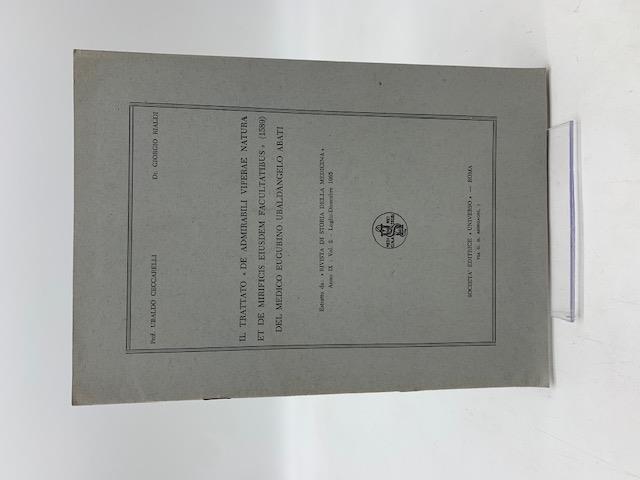 Prof. UBALDO CECCARELLI
Dr. GIORGIO RIALDI
IL TRATTATO « DE ADMIRABILI VIPERAE NATURA
ET DE MIRIFICIS EIUSDEM FACULTATIBUS » (1589)
DEL MEDICO EUGUBINO UBALDANGELO ABATI
Estratto da « RIVISTA DI STORIA DELLA MEDICINA »
Anno IX - Vol. 2 - Luglio-Dicembre 1965
SOCIETA' EDITRICE « UNIVERSO » — ROMA
VIA G. B.